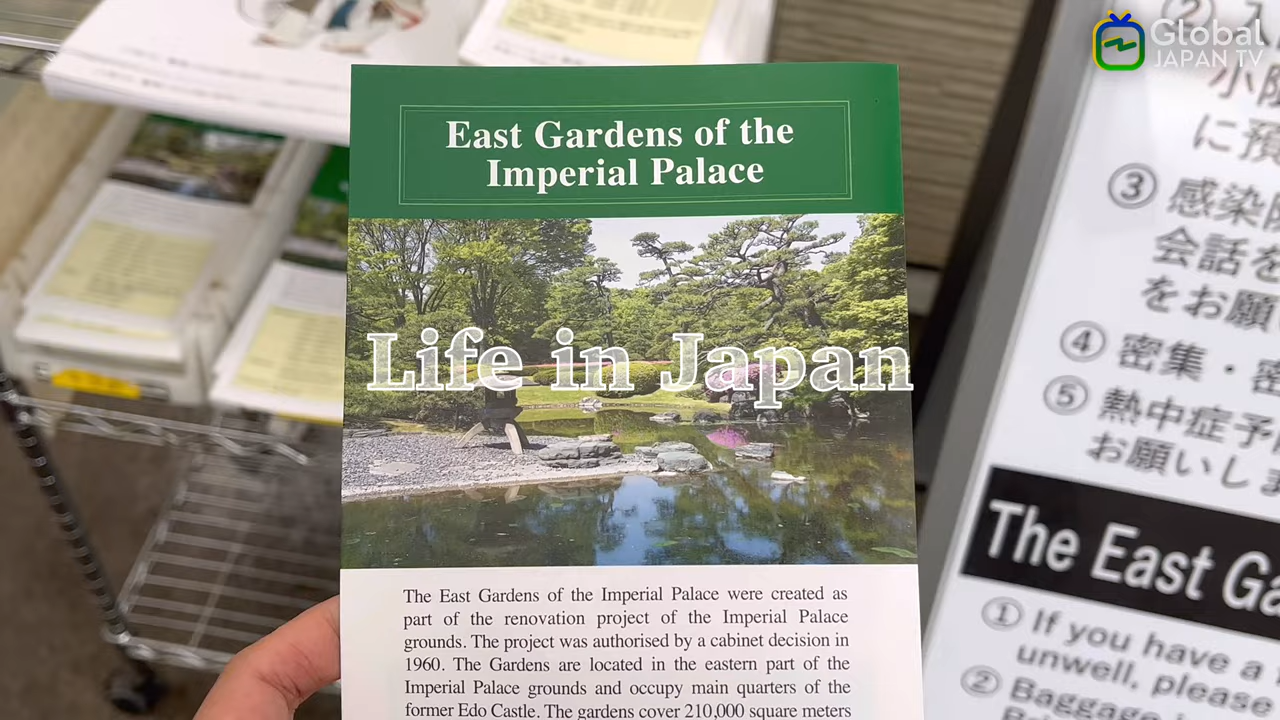 Global
JAPAN TV
East Gardens of the
Imperial Palace
Life in Japan
The East Gardens of the Imperial Palace were created as
part of the renovation project of the Imperial Palace
grounds. The project was authorised by a cabinet decision in
1960. The Gardens are located in the eastern part of the
Imperial Palace grounds and occupy main quarters of the
former Edo Castle. The gardens cover 210,000 square meters
② 入
小
に預
③ 感染
会話を
をお願
④ 密集・密
⑤ 熱中症予
お願いしま
The East Ga
① If you have a
unwell, please
② Baggage